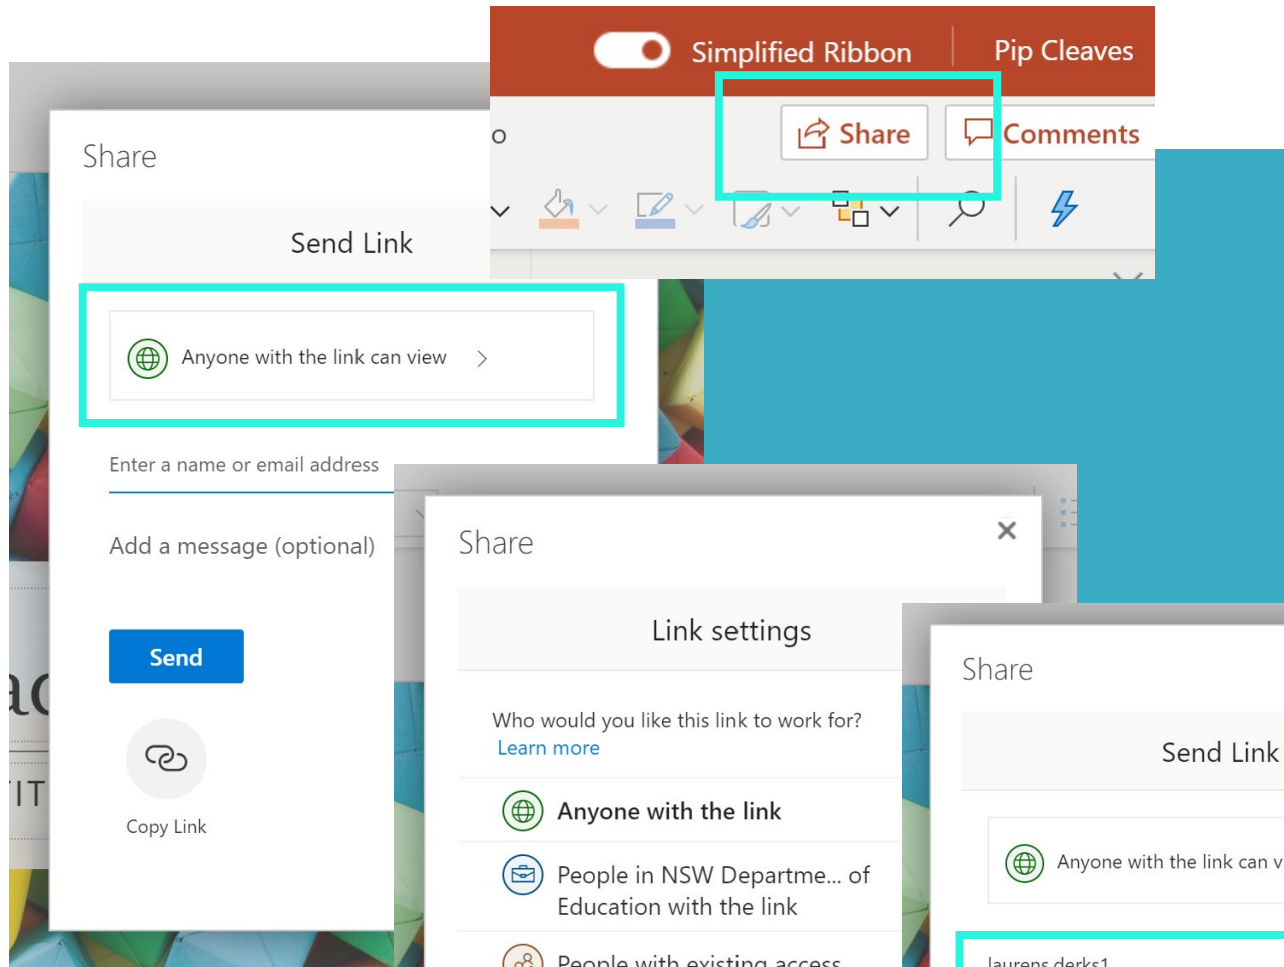 Simplified Ribbon
Pip Cleaves
Share
Comments
Share
Send Link
Anyone with the link can view
Enter a name or email address
Add a message (optional)
Send
Copy Link
IT
Share
Link settings
Who would you like this link to work for?
Learn more
Anyone with the link
People in NSW Departme... of
Education with the link
People with existing access
Share
Send Link
Anyone with the link can v
laurens.derks1